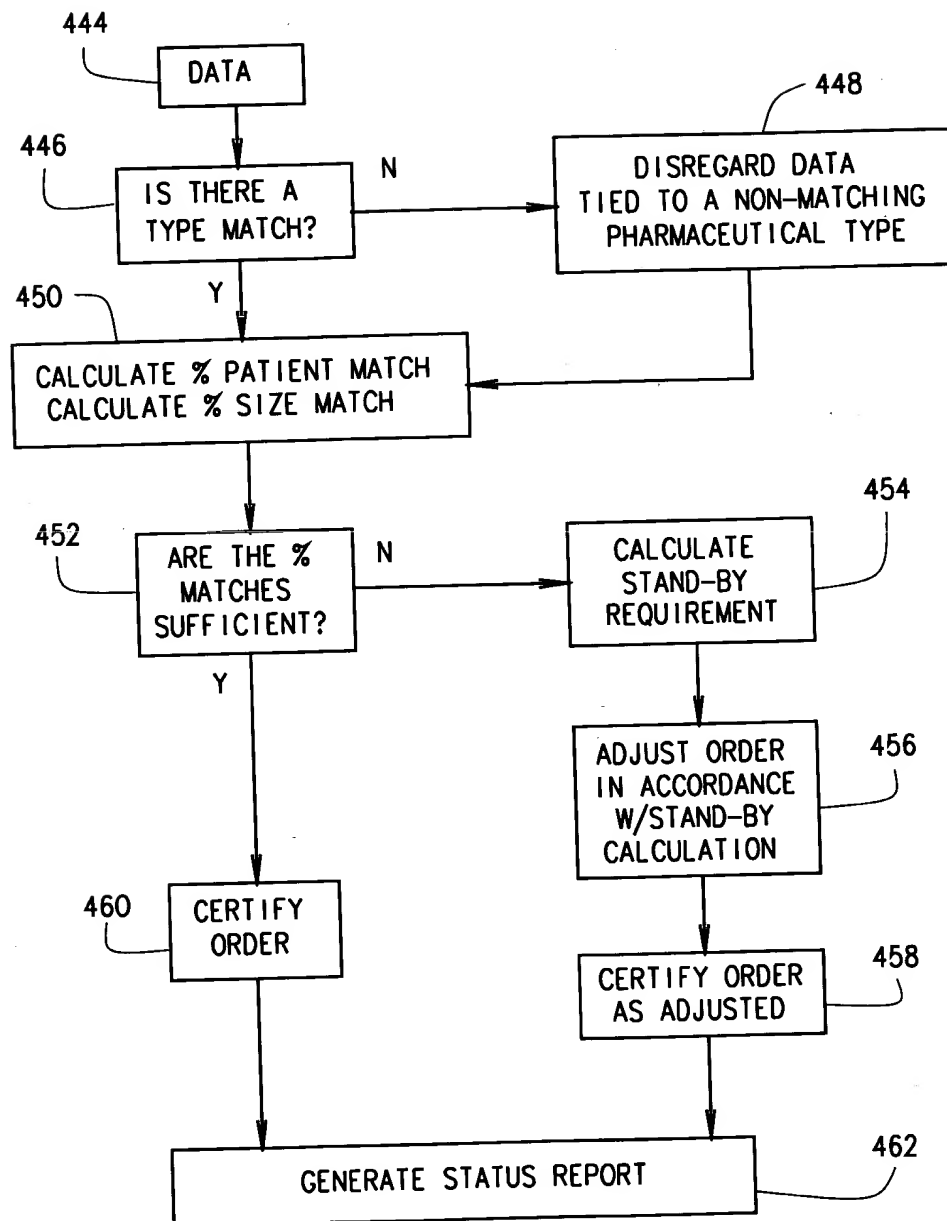 444
DATA
446
IS THERE A
TYPE MATCH?
N
448
DISREGARD DATA
TIED TO A NON-MATCHING
PHARMACEUTICAL TYPE
Y
450
CALCULATE % PATIENT MATCH
CALCULATE % SIZE MATCH
452
ARE THE %
MATCHES
SUFFICIENT?
N
454
CALCULATE
STAND-BY
REQUIREMENT
Y
456
ADJUST ORDER
IN ACCORDANCE
W/STAND-BY
CALCULATION
460
CERTIFY
ORDER
458
CERTIFY ORDER
AS ADJUSTED
462
GENERATE STATUS REPORT